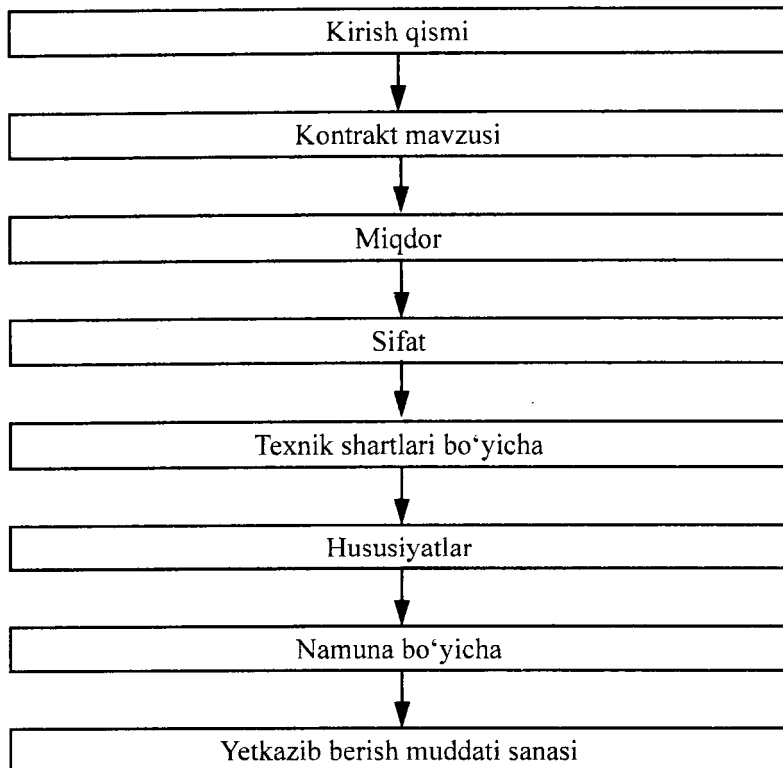 Kirish qismi
Kontrakt mavzusi
Miqdor
Sifat
Texnik shartlari bo‘yicha
Hususiyatlar
Namuna bo‘yicha
Yetkazib berish muddati sanasi